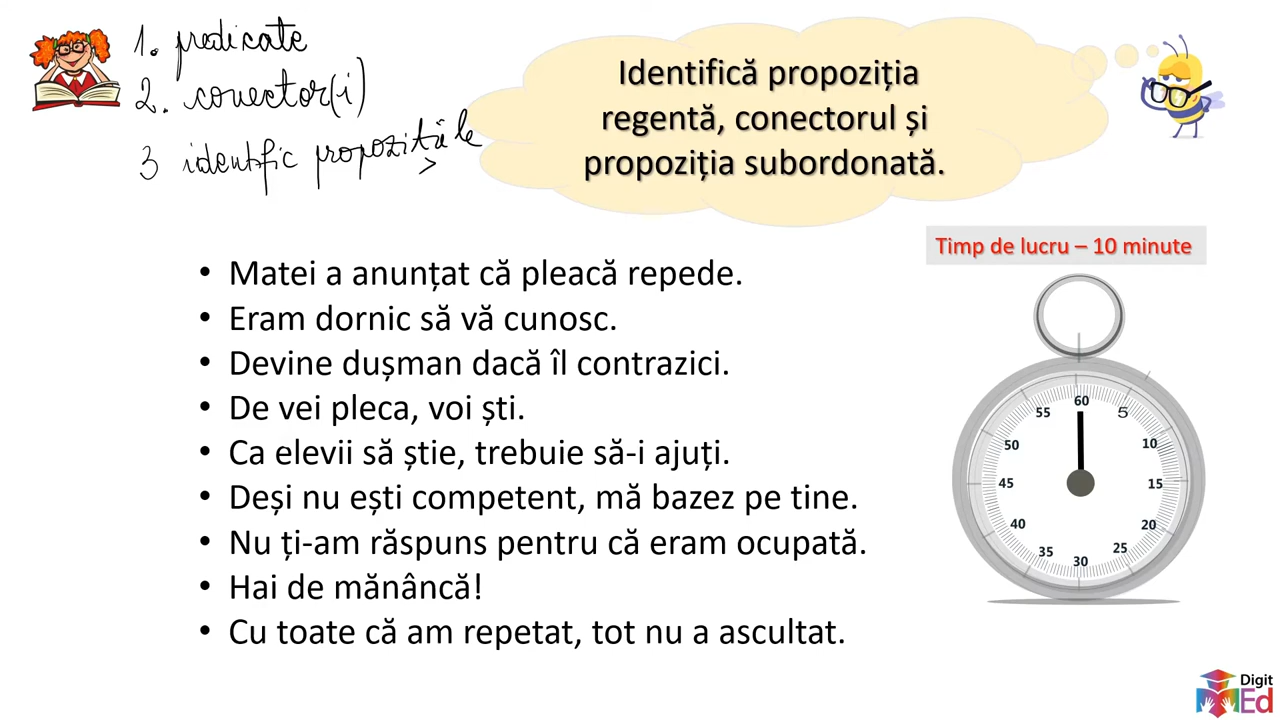 1. predicate
2. conector(i)
3 identific propozițiile
Identifică propoziția
regentă, conectorul și
propoziția subordonată.
Timp de lucru – 10 minute
• Matei a anunțat că pleacă repede.
• Eram dornic să vă cunosc.
• Devine dușman dacă îl contrazici.
• De vei pleca, voi ști.
• Ca elevii să știe, trebuie să-i ajuți.
• Deși nu ești competent, mă bazez pe tine.
• Nu ți-am răspuns pentru că eram ocupată.
• Hai de mănâncă!
• Cu toate că am repetat, tot nu a ascultat.
60
55 5
50 10
45 15
40 20
35 25
30
Digit
Ed